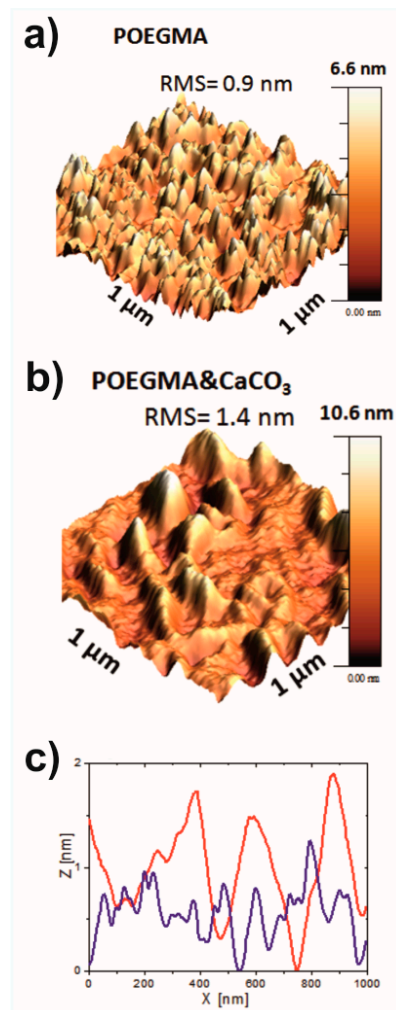 a)
POEGMA
RMS= 0.9 nm
6.6 nm
0.00 nm
1 µm
1 µm
b)
POEGMA&CaCO₃
RMS= 1.4 nm
10.6 nm
0.00 nm
1 µm
1 µm
c)
2
1
0
Z [nm]
0 200 400 600 800 1000
X [nm]